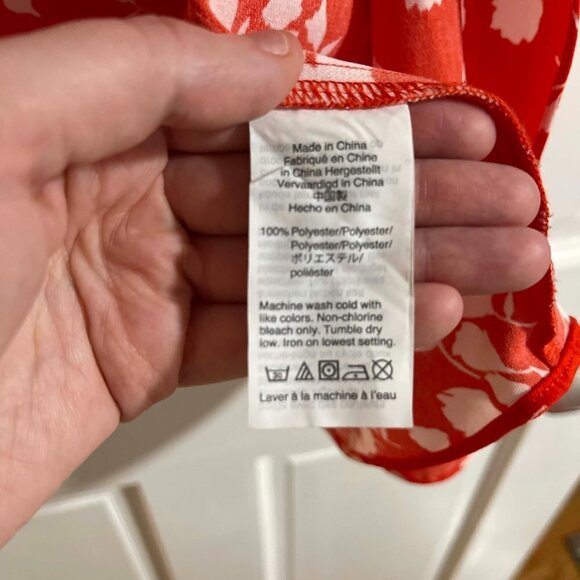 Made in China
Fabriqué en Chine
in China Hergestellt
Vervaardigd in China
中国製
Hecho en China
100% Polyester/Polyester/
Polyester/Polyester/
ポリエステル/
poliéster
Machine wash cold with
like colors. Non-chlorine
bleach only. Tumble dry
low. Iron on lowest setting.
Laver à la machine à l'eau